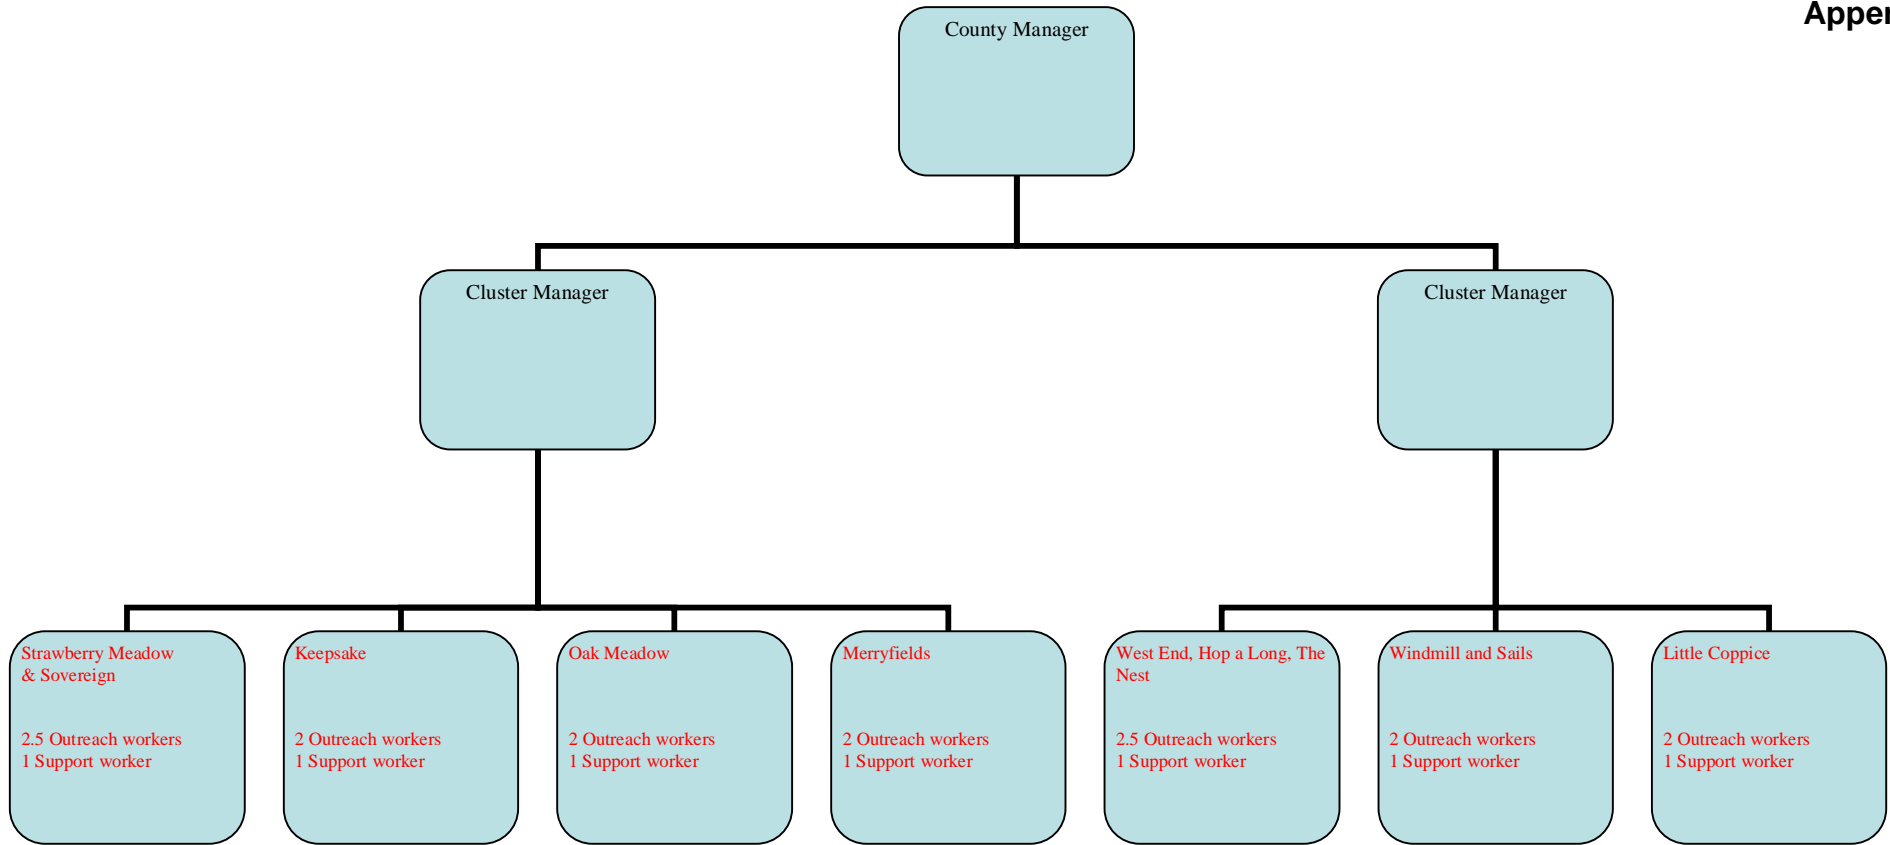 County Manager
Cluster Manager
Cluster Manager
Strawberry Meadow
& Sovereign
2.5 Outreach workers
1 Support worker
Keepsake
2 Outreach workers
1 Support worker
Oak Meadow
2 Outreach workers
1 Support worker
Merryfields
2 Outreach workers
1 Support worker
West End, Hop a Long, The
Nest
2.5 Outreach workers
1 Support worker
Windmill and Sails
2 Outreach workers
1 Support worker
Little Coppice
2 Outreach workers
1 Support worker